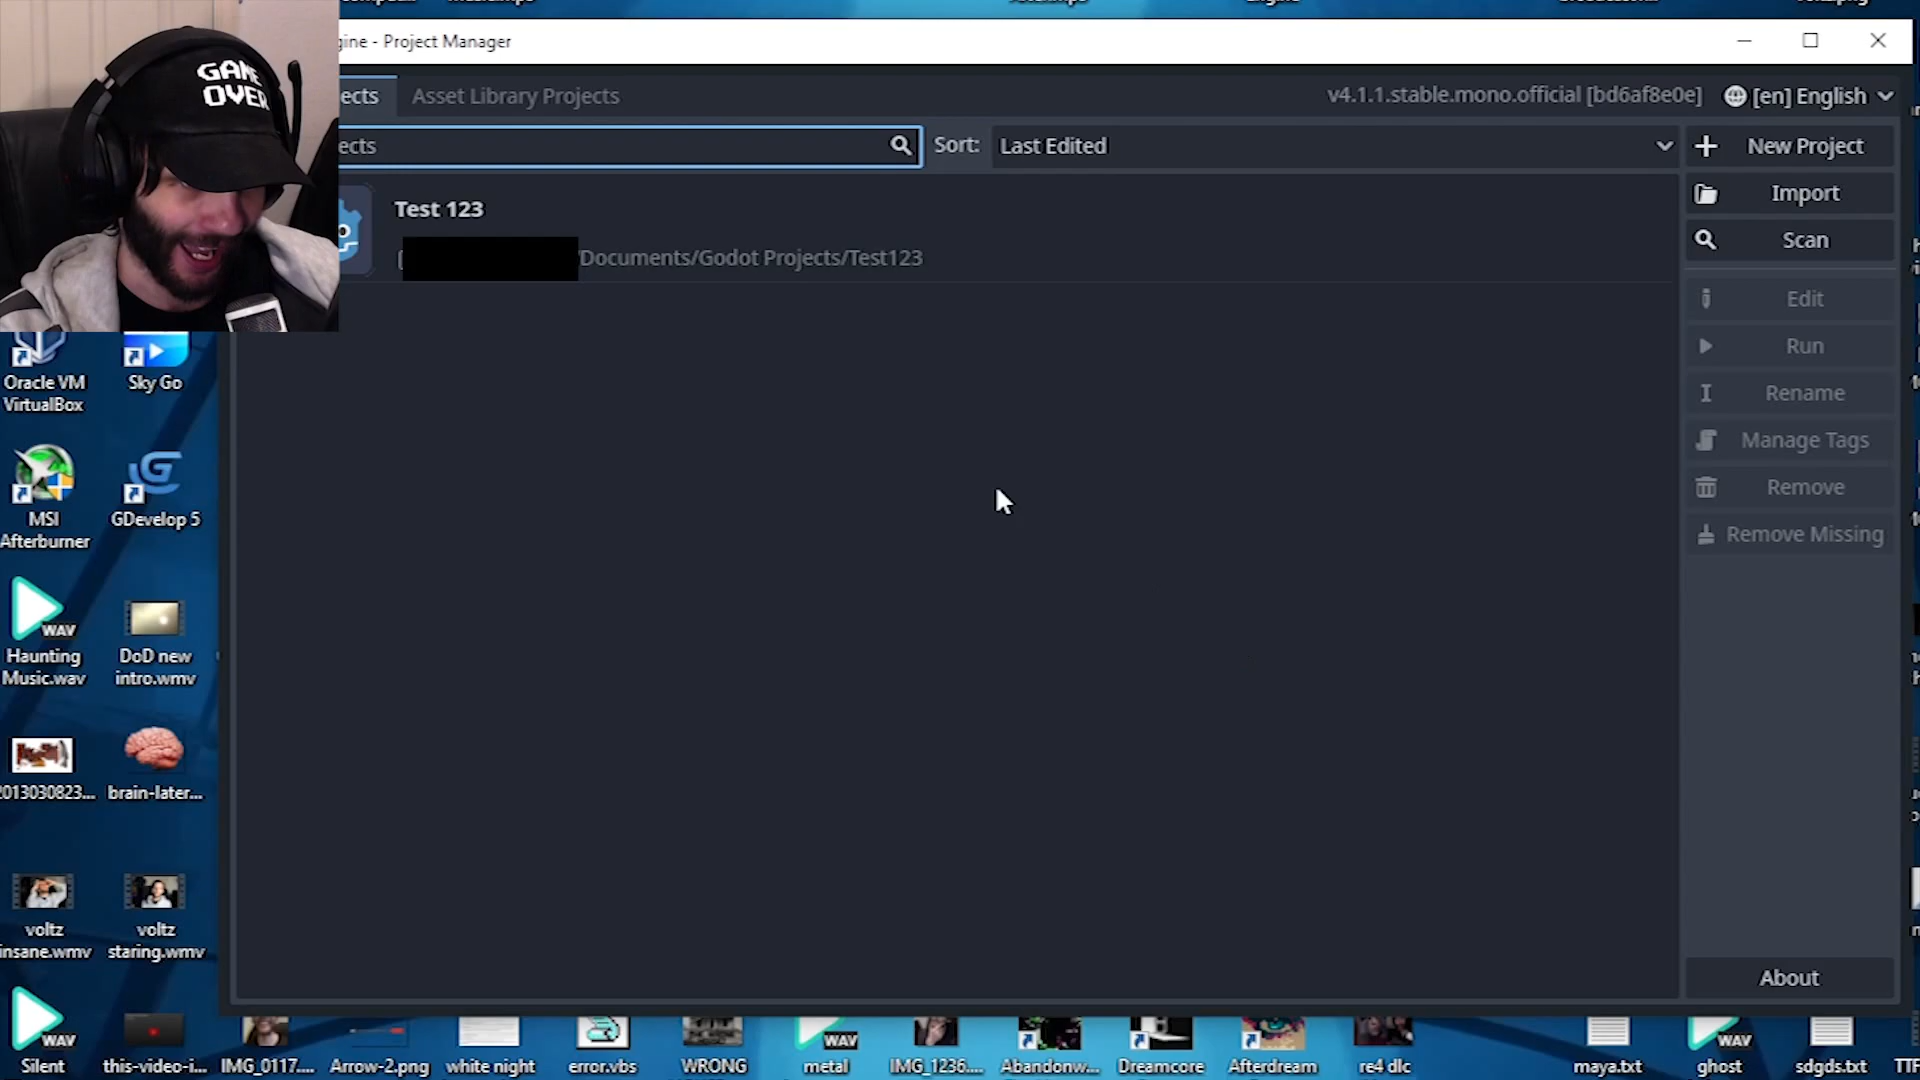 GAME
OVER
gine - Project Manager
ects
Asset Library Projects
v4.1.1.stable.mono.official [bd6af8e0e]
[en] English
ects
Sort:
Last Edited
New Project
Import
Scan
Test 123
/Documents/Godot Projects/Test123
Edit
Run
Rename
Manage Tags
Remove
Remove Missing
About
Oracle VM
VirtualBox
Sky Go
MSI
Afterburner
GDevelop 5
WAV
Haunting
Music.wav
DoD new
intro.wmv
2013030823...
brain-later...
voltz
insane.wmv
voltz
staring.wmv
WAV
Silent
this-video-i...
IMG_0117....
Arrow-2.png
white night
error.vbs
WRONG
WAV
metal
IMG_1236....
Abandonw...
Dreamcore
Afterdream
re4 dlc
maya.txt
WAV
ghost
sdgds.txt